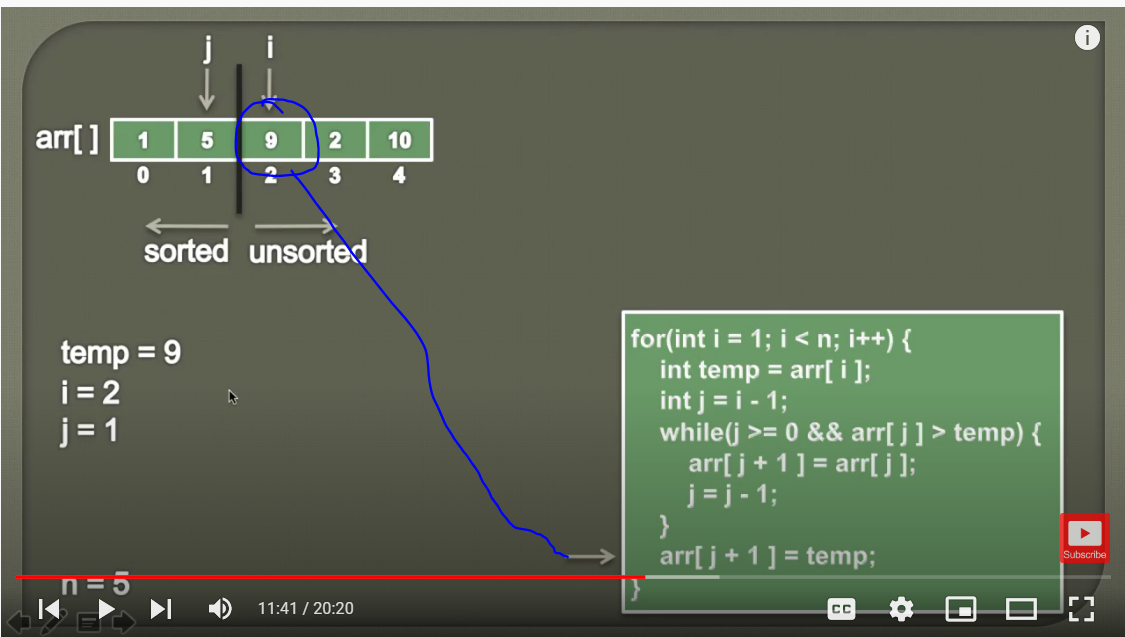 j i
arr[ ] 1 5 9 2 10
0 1 2 3 4
sorted unsorted
temp = 9
i = 2
j = 1
n = 5
for(int i = 1; i < n; i++) {
int temp = arr[ i ];
int j = i - 1;
while(j >= 0 && arr[ j ] > temp) {
arr[ j + 1 ] = arr[ j ];
j = j - 1;
}
arr[ j + 1 ] = temp;
}
Subscribe
11:41 / 20:20
CC